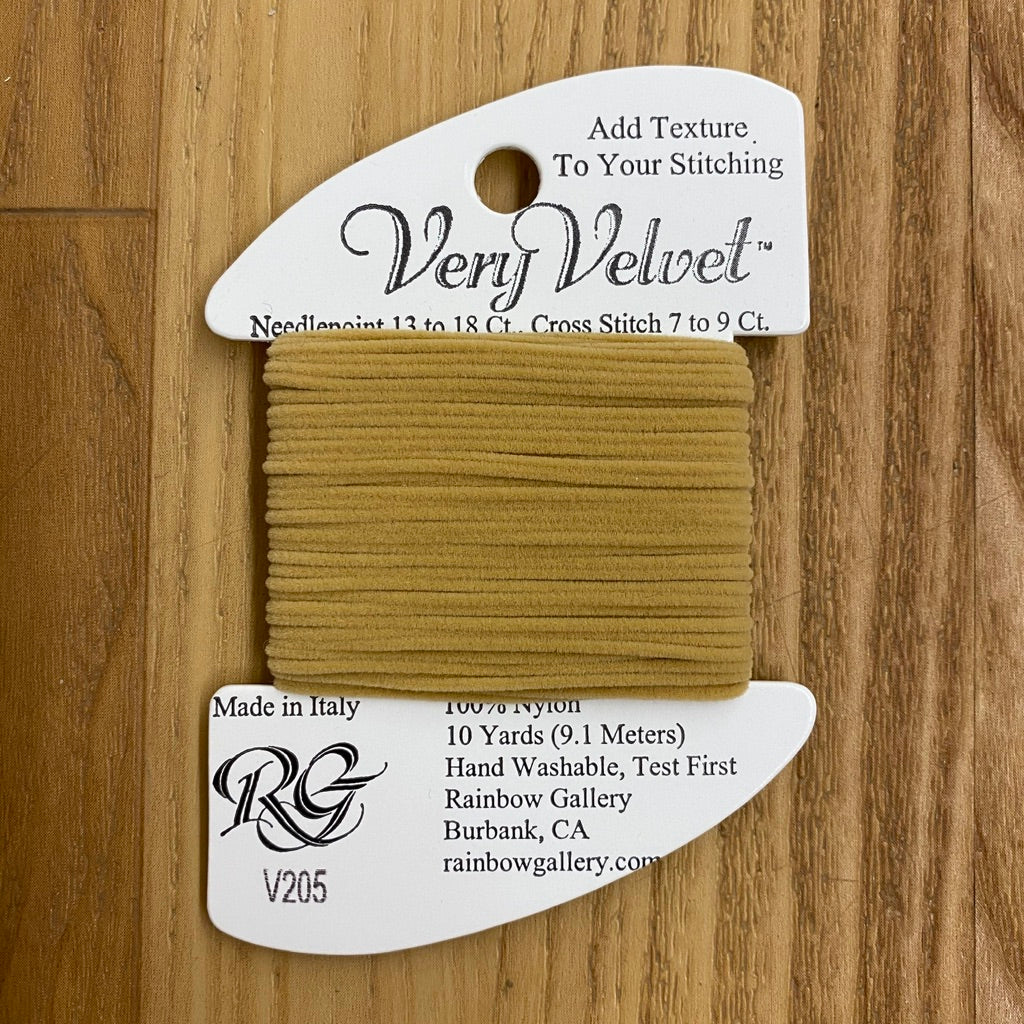 Add Texture
To Your Stitching
Very Velvet™
Needlepoint 13 to 18 Ct., Cross Stitch 7 to 9 Ct.
Made in Italy
100% Nylon
10 Yards (9.1 Meters)
Hand Washable, Test First
Rainbow Gallery
Burbank, CA
rainbowgallery.com
RG
V205